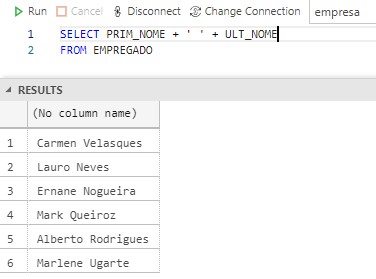 Run Cancel Disconnect Change Connection empresa
1 SELECT PRIM_NOME + ' ' + ULT_NOME
2 FROM EMPREGADO
RESULTS
(No column name)
1 Carmen Velasques
2 Lauro Neves
3 Ernane Nogueira
4 Mark Queiroz
5 Alberto Rodrigues
6 Marlene Ugarte